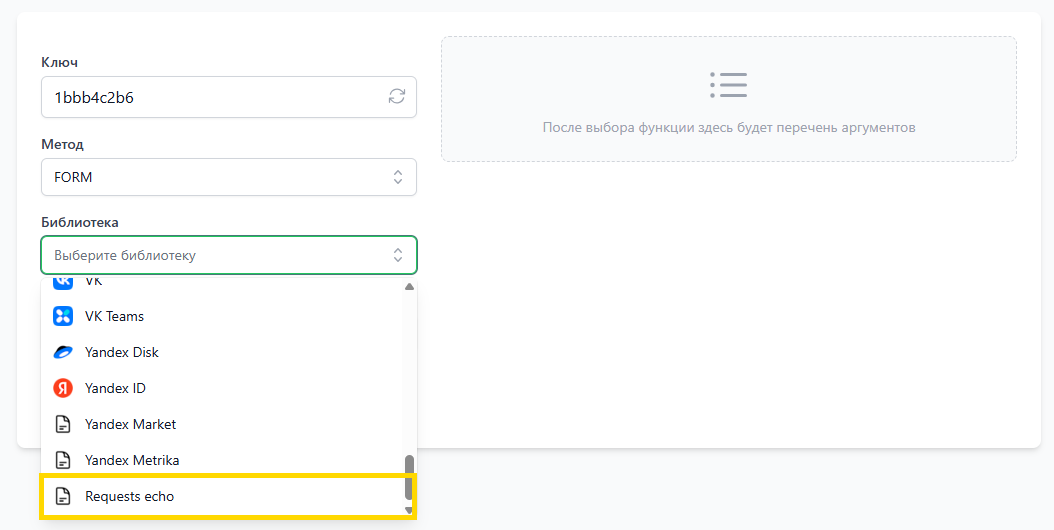 Ключ
1bbb4c2b6
Метод
FORM
Библиотека
Выберите библиотеку
VK
VK Teams
Yandex Disk
Yandex ID
Yandex Market
Yandex Metrika
Requests echo
После выбора функции здесь будет перечень аргументов